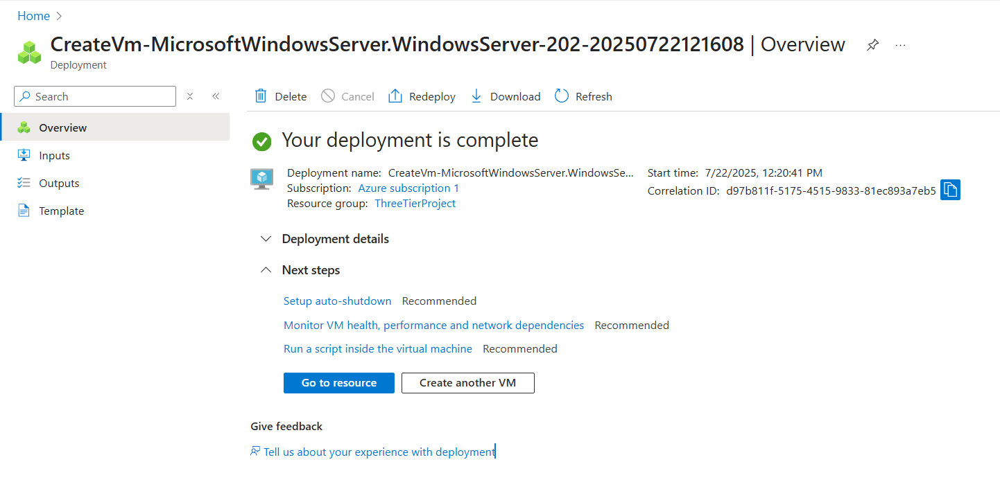 Home
CreateVm-MicrosoftWindowsServer.WindowsServer-202-20250722121608 | Overview
Deployment
Search
Delete
Cancel
Redeploy
Download
Refresh
Overview
Inputs
Outputs
Template
Your deployment is complete
Deployment name: CreateVm-MicrosoftWindowsServer.WindowsSe...
Subscription: Azure subscription 1
Resource group: ThreeTierProject
Start time: 7/22/2025, 12:20:41 PM
Correlation ID: d97b811f-5175-4515-9833-81ec893a7eb5
Deployment details
Next steps
Setup auto-shutdown Recommended
Monitor VM health, performance and network dependencies Recommended
Run a script inside the virtual machine Recommended
Go to resource
Create another VM
Give feedback
Tell us about your experience with deployment